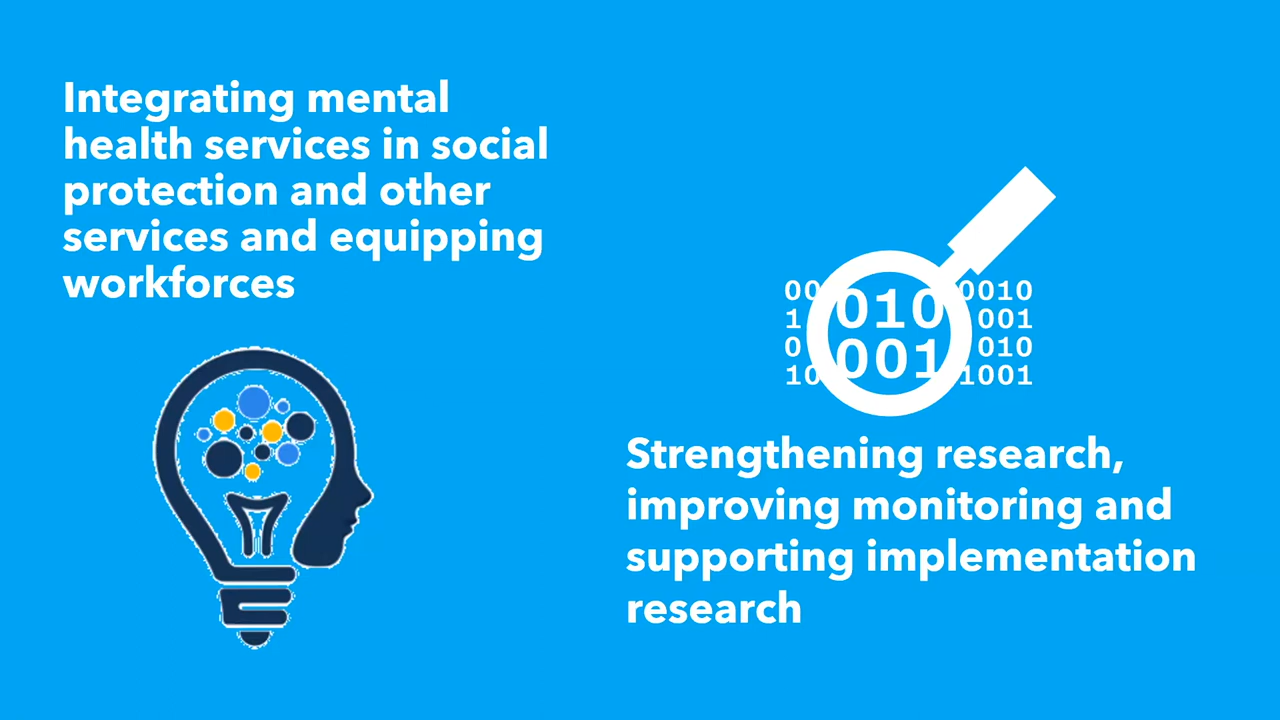 Integrating mental
health services in social
protection and other
services and equipping
workforces
00 010 0010
1 001
0 001 010
10 1001
Strengthening research,
improving monitoring and
supporting implementation
research